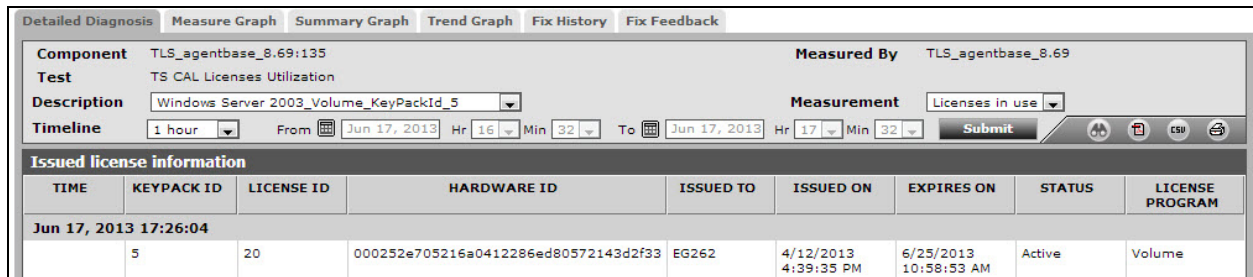 Detailed Diagnosis Measure Graph Summary Graph Trend Graph Fix History Fix Feedback
Component TLS_agentbase_8.69:135 Measured By TLS_agentbase_8.69
Test TS CAL Licenses Utilization
Description Windows Server 2003_Volume_KeyPackId_5 Measurement Licenses in use
Timeline 1 hour From Jun 17, 2013 Hr 16 Min 32 To Jun 17, 2013 Hr 17 Min 32 Submit CSV
Issued license information
TIME KEYPACK ID LICENSE ID HARDWARE ID ISSUED TO ISSUED ON EXPIRES ON STATUS LICENSE PROGRAM
Jun 17, 2013 17:26:04
5 20 000252e705216a0412286ed80572143d2f33 EG262 4/12/2013 4:39:35 PM 6/25/2013 10:58:53 AM Active Volume